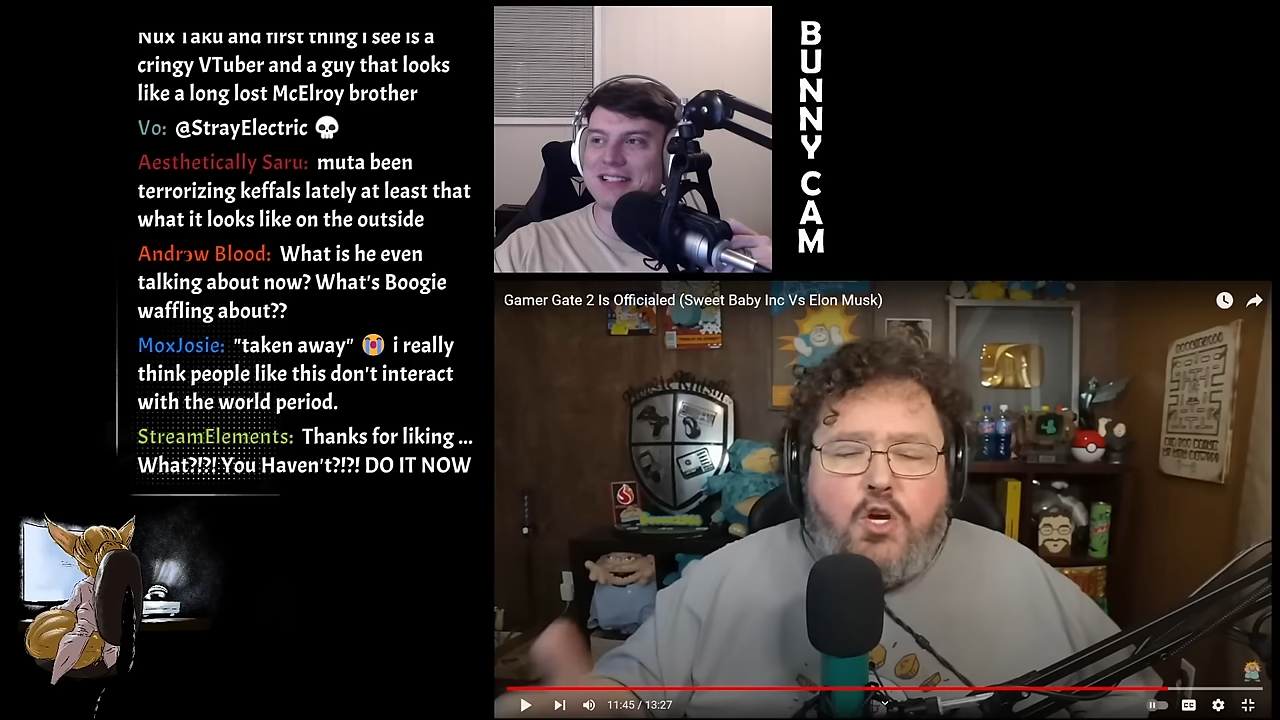 Nux Taku and first thing I see is a
cringy VTuber and a guy that looks
like a long lost McElroy brother
Vo: @StrayElectric 💀
Aesthetically Saru: muta been
terrorizing keffals lately at least that
what it looks like on the outside
Andrew Blood: What is he even
talking about now? What's Boogie
waffling about??
MoxJosie: "taken away" 😭 i really
think people like this don't interact
with the world period.
StreamElements: Thanks for liking ...
What?!?! You Haven't?!?! DO IT NOW
BUNNY CAM
Gamer Gate 2 Is Officialed (Sweet Baby Inc Vs Elon Musk)
11:45 / 13:27
CC